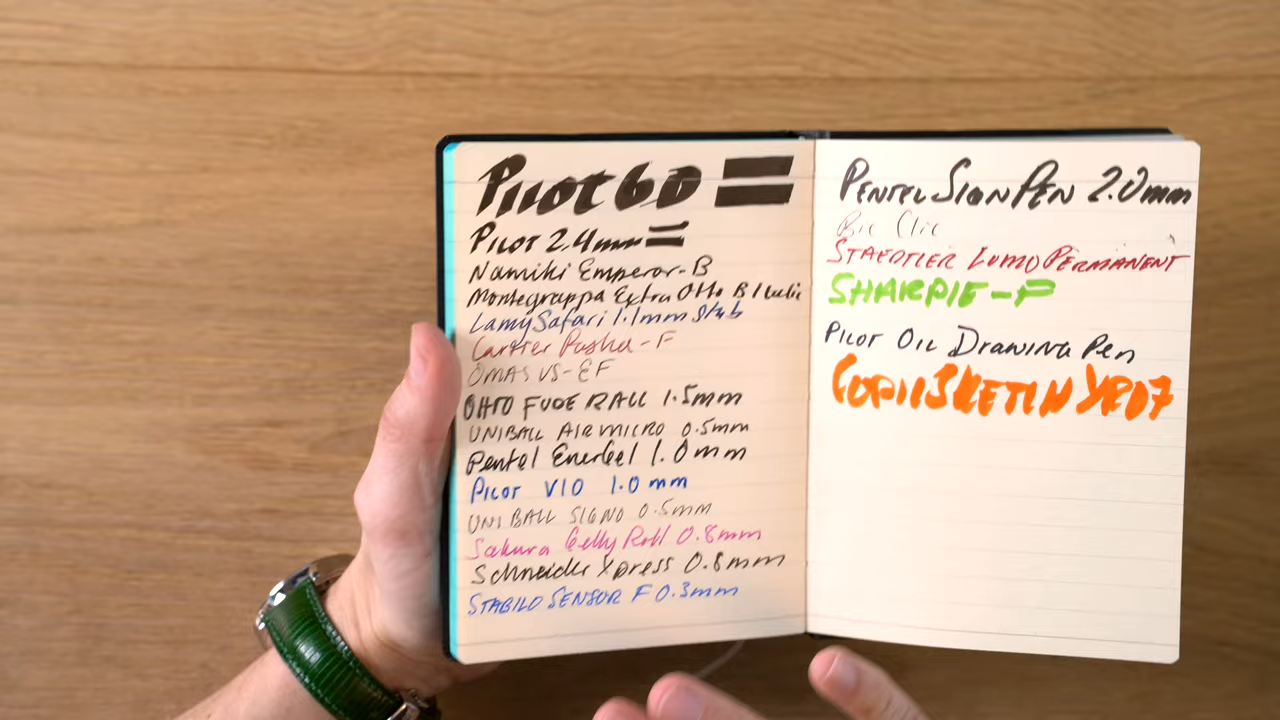 PILOT 60
PILOT 2.4mm
Namiki Emperor-B
Montegrappa Extra Otto B Italic
Lamy Safari 1.1mm Stub
Cartier Pasha-F
OMAS VS-EF
OHTO FUDE BALL 1.5mm
UNIBALL AIR MICRO 0.5mm
Pentel EnerGel 1.0mm
PILOT V10 1.0mm
UNI BALL SIGNO 0.5mm
Sakura Gelly Roll 0.8mm
Schneider Xpress 0.8mm
STABILO SENSOR F 0.3mm
PENTEL SIGN PEN 2.0mm
Bic Clic
STAEDTLER LUMO PERMANENT
SHARPIE-F
PILOT OIL DRAWING PEN
SKETCH YR07